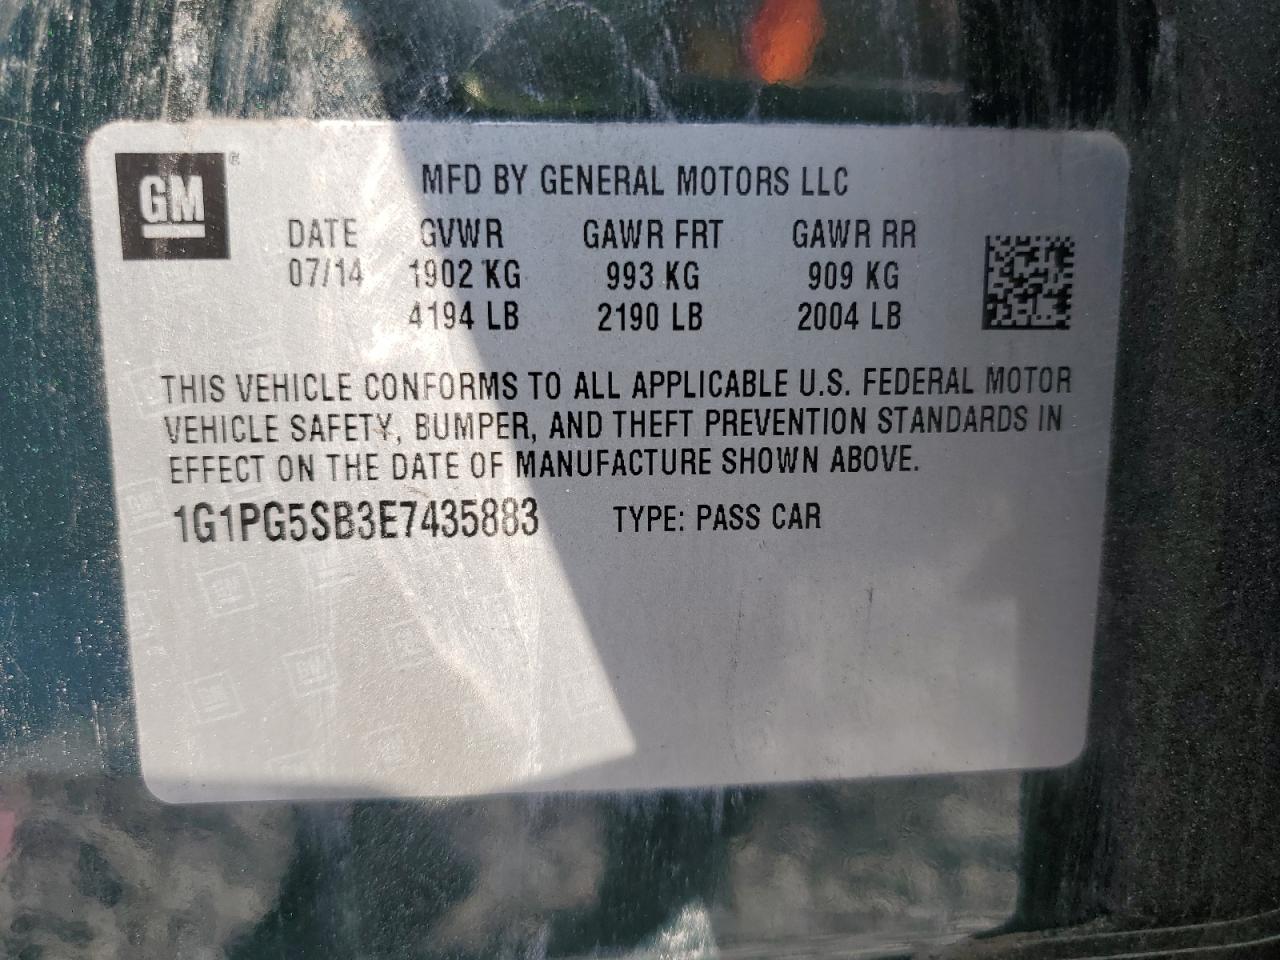 GM
MFD BY GENERAL MOTORS LLC
DATE GVWR GAWR FRT GAWR RR
07/14 1902 KG 993 KG 909 KG
4194 LB 2190 LB 2004 LB
THIS VEHICLE CONFORMS TO ALL APPLICABLE U.S. FEDERAL MOTOR
VEHICLE SAFETY, BUMPER, AND THEFT PREVENTION STANDARDS IN
EFFECT ON THE DATE OF MANUFACTURE SHOWN ABOVE.
1G1PG5SB3E7435883 TYPE: PASS CAR